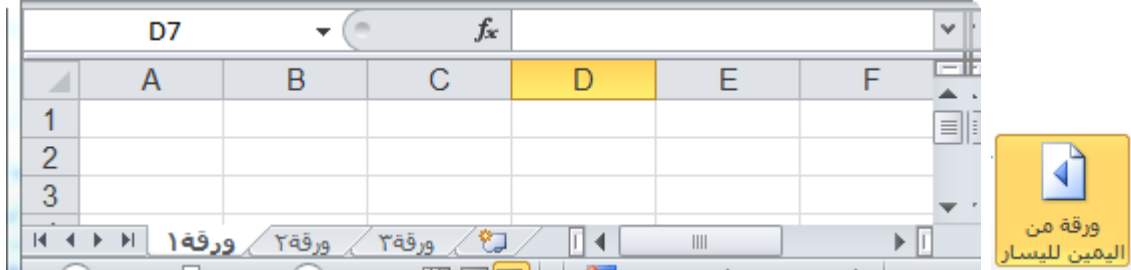 D7 fx
A B C D E F
1
2
3
ورقة١ ورقة٢ ورقة٣
ورقة من
اليمين لليسار